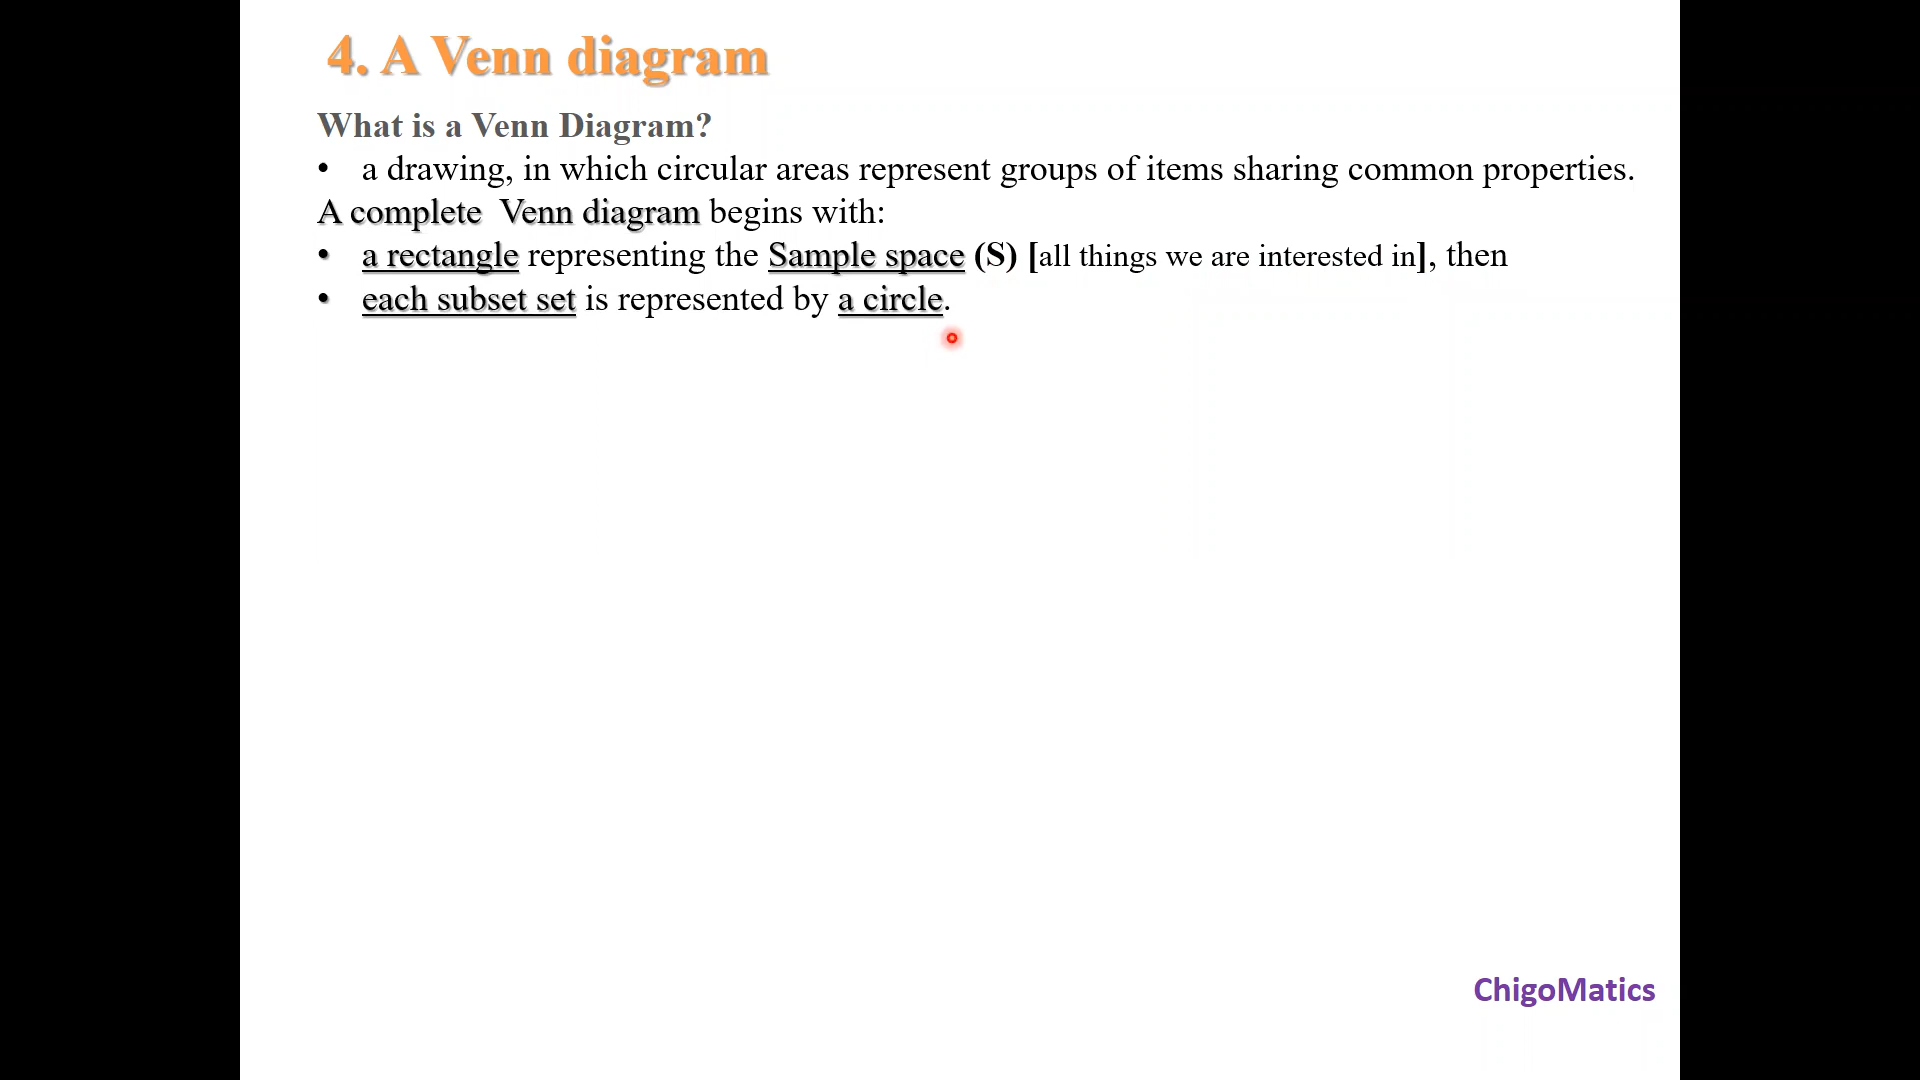 4. A Venn diagram
What is a Venn Diagram?
• a drawing, in which circular areas represent groups of items sharing common properties.
A complete Venn diagram begins with:
• a rectangle representing the Sample space (S) [all things we are interested in], then
• each subset set is represented by a circle.
ChigoMatics